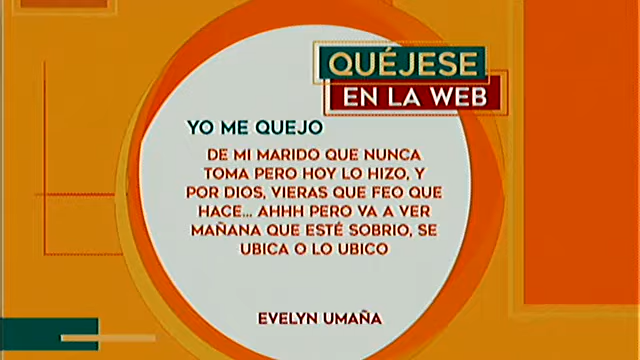 QUÉJESE
EN LA WEB
YO ME QUEJO
DE MI MARIDO QUE NUNCA
TOMA PERO HOY LO HIZO, Y
POR DIOS, VIERAS QUE FEO QUE
HACE... AHHH PERO VA A VER
MAÑANA QUE ESTÉ SOBRIO, SE
UBICA O LO UBICO
EVELYN UMAÑA